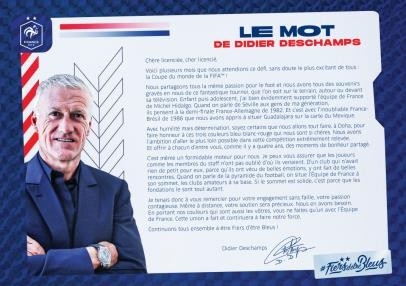 FRANCE
LE MOT
DE DIDIER DESCHAMPS
Chère licenciée, cher licencié,
Voici plusieurs mois que nous attendions ce défi, sans doute le plus excitant de tous :
la Coupe du monde de la FIFA™ !
Nous partageons tous la même passion pour le foot et nous avons tous des souvenirs
gravés en nous de ce fantastique tournoi, que l'on soit sur le terrain, autour ou devant
sa télévision. Enfant puis adolescent, j'ai bien évidemment supporté l'équipe de France
de Michel Hidalgo. Quand on parle de Séville aux gens de ma génération,
ils pensent à la demi-finale France-Allemagne de 1982. Et c'est avec l'inoubliable France-
Brésil de 1986 que nous avons appris à situer Guadalajara sur la carte du Mexique.
Avec humilité mais détermination, soyez certains que nous allons tout faire, à Doha, pour
faire honneur à ces trois couleurs bleu blanc rouge qui nous sont si chères. Nous avons
l'ambition d'aller le plus loin possible dans cette compétition extrêmement relevée.
Et offrir à chacun d'entre vous, comme il y a quatre ans, des moments de bonheur partagé.
C'est même un formidable moteur pour nous. Je peux vous assurer que les joueurs
comme les membres du staff n'ont pas oublié d'où ils venaient. D'un club qui n'avait
rien de petit pour eux, parce qu'ils ont vécu de belles émotions, y ont fait de belles
rencontres. Quand on parle de la pyramide du football, on situe l'Équipe de France à
son sommet, les clubs amateurs à sa base. Si le sommet est solide, c'est parce que les
fondations le sont tout autant.
Je tenais donc à vous remercier pour votre engagement sans faille, votre passion
contagieuse. Même à distance, votre soutien sera précieux. Nous en avons besoin.
En portant nos couleurs qui sont aussi les vôtres, vous ne faites qu'un avec l'Équipe
de France. Cette union a fait et continuera à faire notre force.
Continuons tous ensemble à être Fiers d'être Bleus !
Didier Deschamps
#FiersdêtreBleus